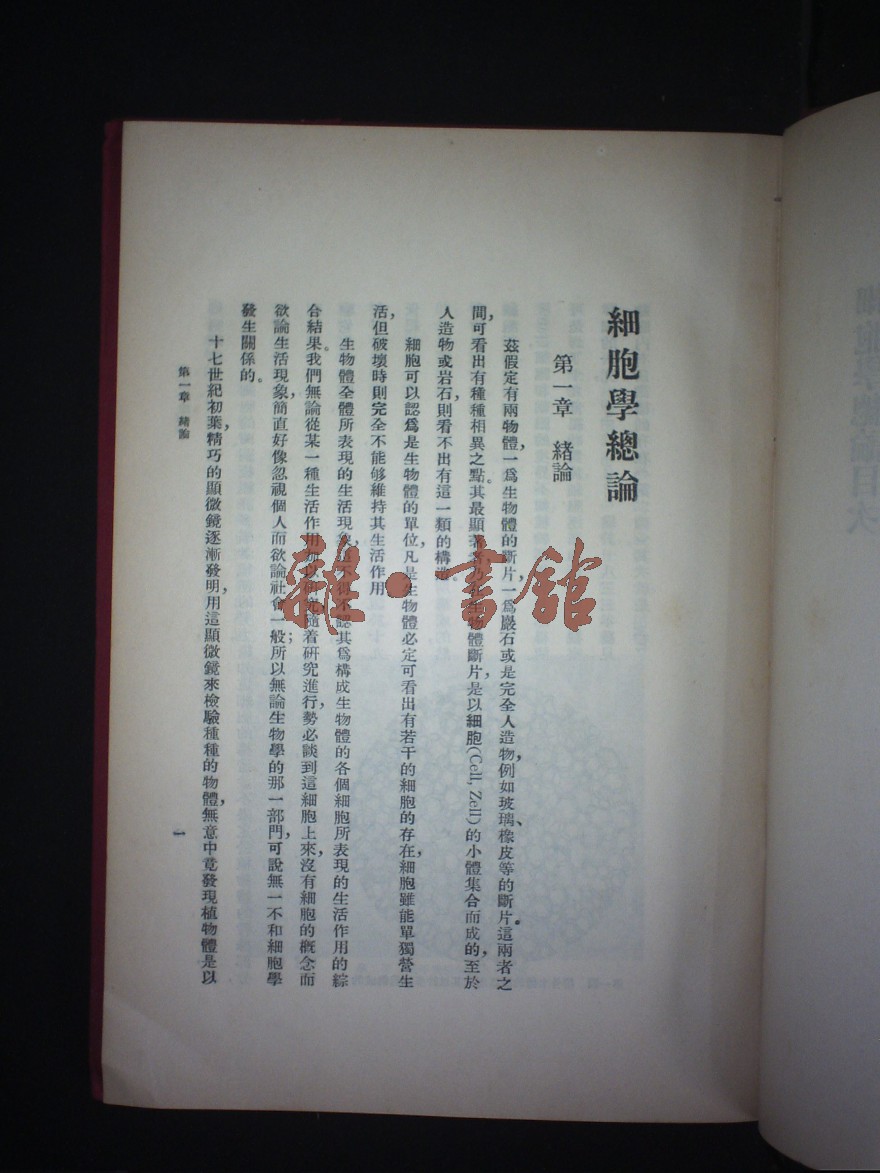 細胞學總論
第一章 緒論
茲假定有兩物體，一爲生物體的斷片，一爲巖石或是完全人造物，例如玻璃、橡皮等的斷片。這兩者之
間，可看出有種種相異之點。其最顯著者，乃在生物體斷片，是以細胞(Cell, Zell)的小體集合而成的，至於
人造物或岩石，則看不出有這一類的構造。
細胞可以認爲是生物體的單位，凡是生物體必定可看出有若干的細胞的存在，細胞雖能單獨營生
活，但破壞時則完全不能够維持其生活作用
生物體全體所表現的生活現象，不得不認其爲構成生物體的各個細胞所表現的生活作用的綜
合結果。我們無論從某一種生活作用加以研究，隨着研究進行，勢必談到這細胞上來，沒有細胞的概念而
欲論生活現象，簡直好像忽視個人而欲論社會一般；所以無論生物學的那一部門，可說無一不和細胞學
發生關係的。
十七世紀初葉，精巧的顯微鏡逐漸發明，用這顯微鏡來檢驗種種的物體，無意中竟發現植物體是以
第一章 緒論
一
雜·書館